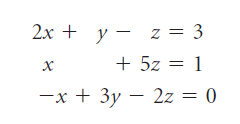 2x + y − z = 3
x + 5z = 1
−x + 3y − 2z = 0